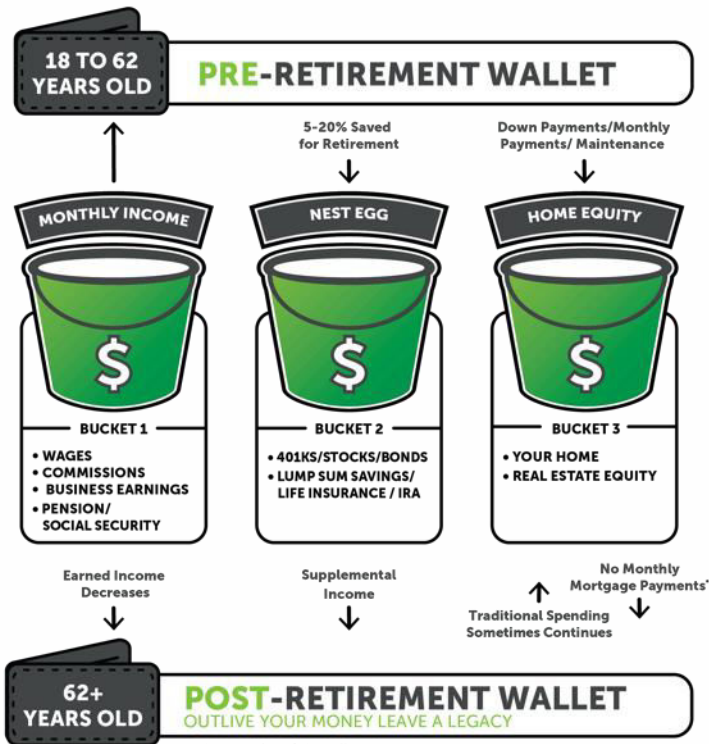 18 TO 62
YEARS OLD
PRE-RETIREMENT WALLET
5-20% Saved
for Retirement
Down Payments/Monthly
Payments/ Maintenance
MONTHLY INCOME
NEST EGG
HOME EQUITY
$
$
$
BUCKET 1
• WAGES
• COMMISSIONS
• BUSINESS EARNINGS
• PENSION/
SOCIAL SECURITY
BUCKET 2
• 401KS/STOCKS/BONDS
• LUMP SUM SAVINGS/
LIFE INSURANCE / IRA
BUCKET 3
• YOUR HOME
• REAL ESTATE EQUITY
Earned Income
Decreases
Supplemental
Income
Traditional Spending
Sometimes Continues
No Monthly
Mortgage Payments*
62+
YEARS OLD
POST-RETIREMENT WALLET
OUTLIVE YOUR MONEY LEAVE A LEGACY